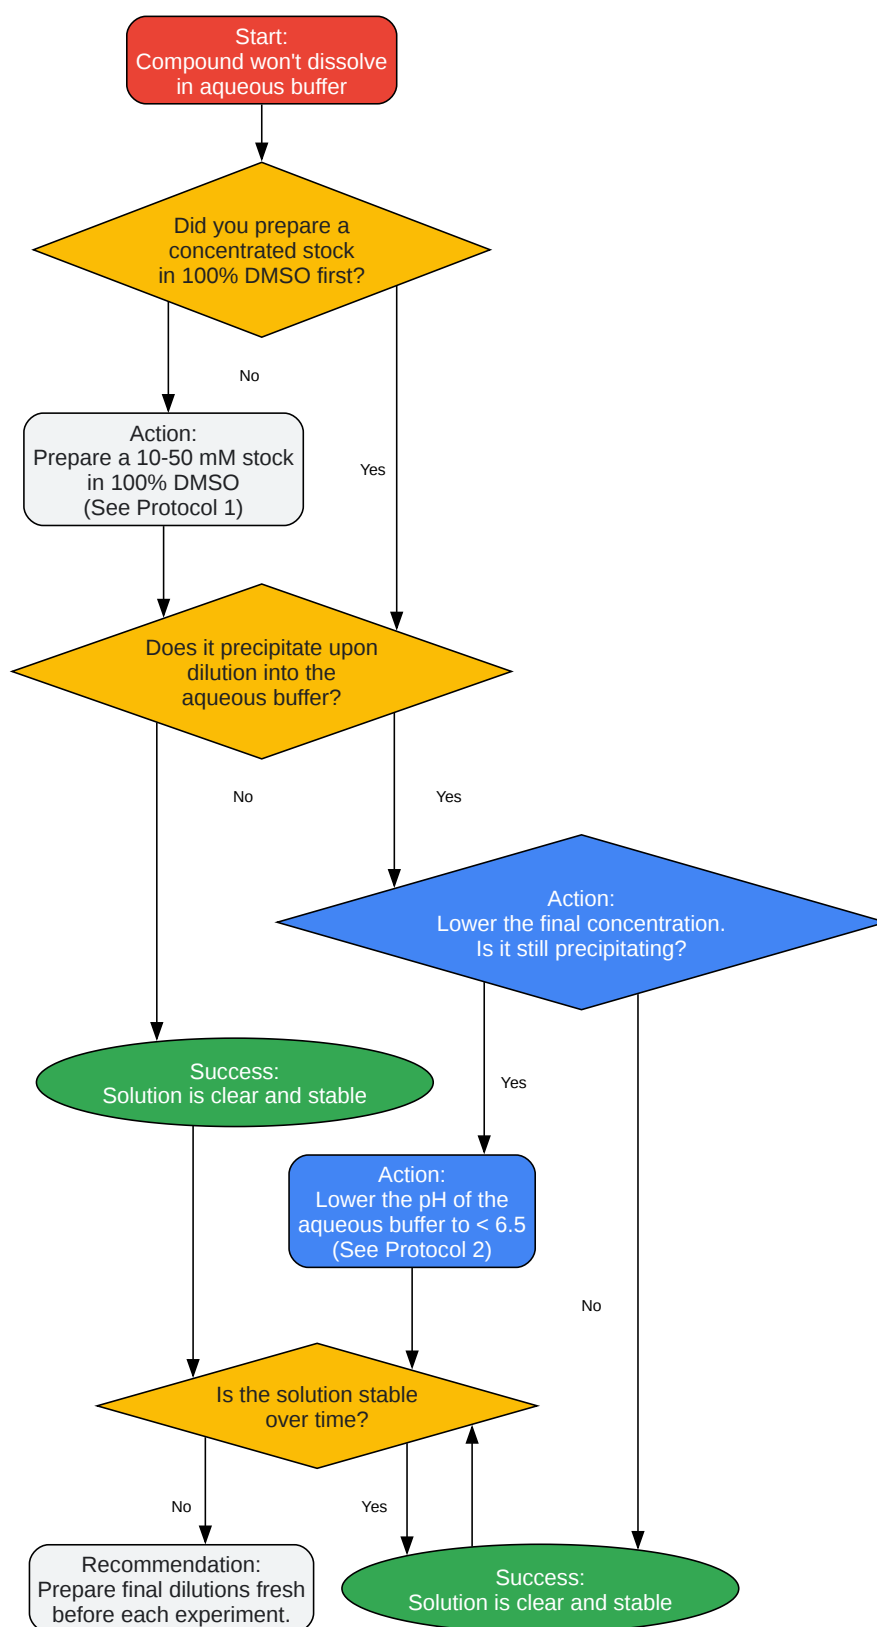 Start:
Compound won't dissolve
in aqueous buffer
Did you prepare a
concentrated stock
in 100% DMSO first?
No
Action:
Prepare a 10-50 mM stock
in 100% DMSO
(See Protocol 1)
Yes
Does it precipitate upon
dilution into the
aqueous buffer?
No
Yes
Action:
Lower the final concentration.
Is it still precipitating?
Success:
Solution is clear and stable
Yes
Action:
Lower the pH of the
aqueous buffer to < 6.5
(See Protocol 2)
No
Is the solution stable
over time?
No
Yes
Recommendation:
Prepare final dilutions fresh
before each experiment.
Success:
Solution is clear and stable